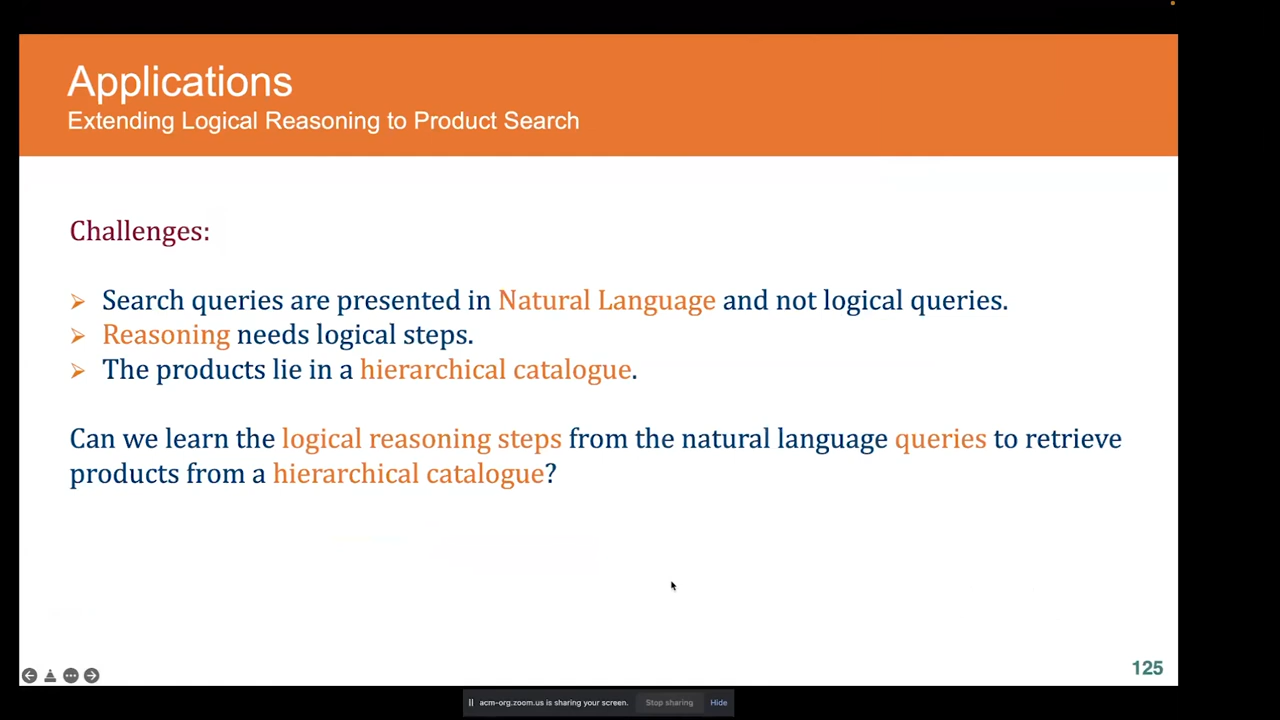 Applications
Extending Logical Reasoning to Product Search
Challenges:
Search queries are presented in Natural Language and not logical queries.
Reasoning needs logical steps.
The products lie in a hierarchical catalogue.
Can we learn the logical reasoning steps from the natural language queries to retrieve
products from a hierarchical catalogue?
125
acm-org.zoom.us is sharing your screen. Stop sharing Hide